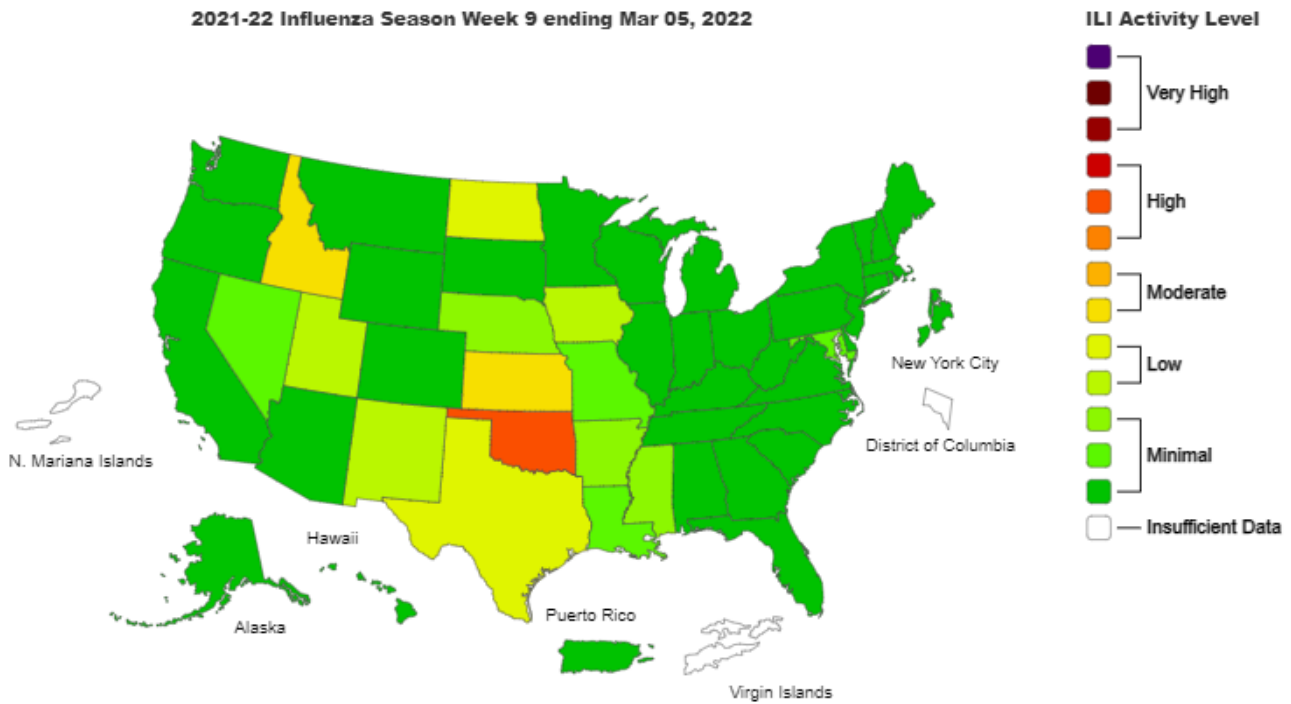 2021-22 Influenza Season Week 9 ending Mar 05, 2022
ILI Activity Level
Very High
High
Moderate
Low
Minimal
Insufficient Data
New York City
District of Columbia
N. Mariana Islands
Hawaii
Alaska
Puerto Rico
Virgin Islands